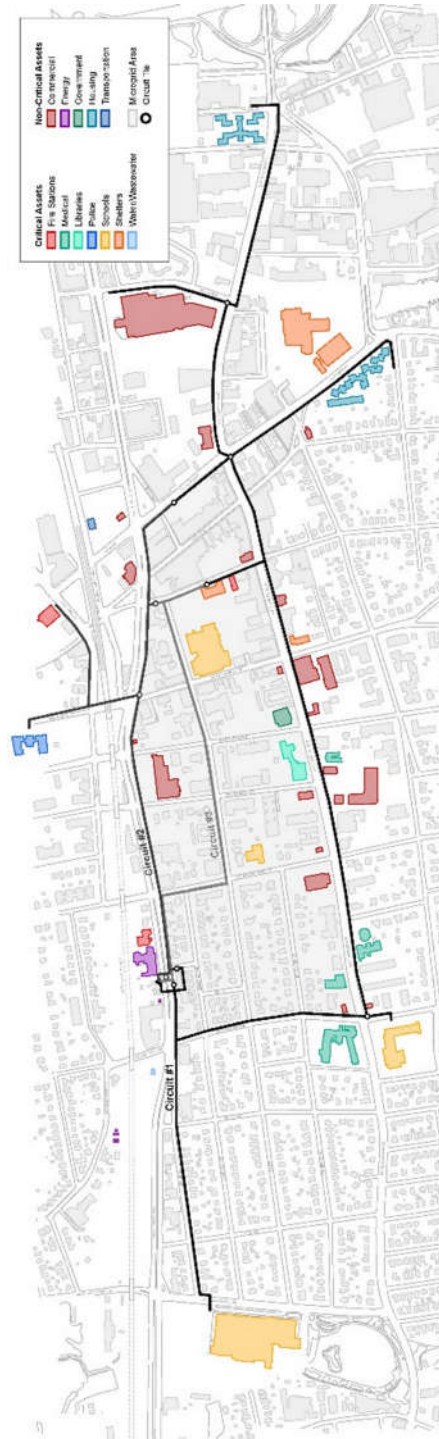 Critical Assets
Fire Stations
Medical
Libraries
Police
Schools
Shelters
Water/Wastewater
Non-Critical Assets
Commercial
Energy
Government
Housing
Transportation
Microgrid Area
Circuit Tie
Circuit #1
Circuit #2
Circuit #3